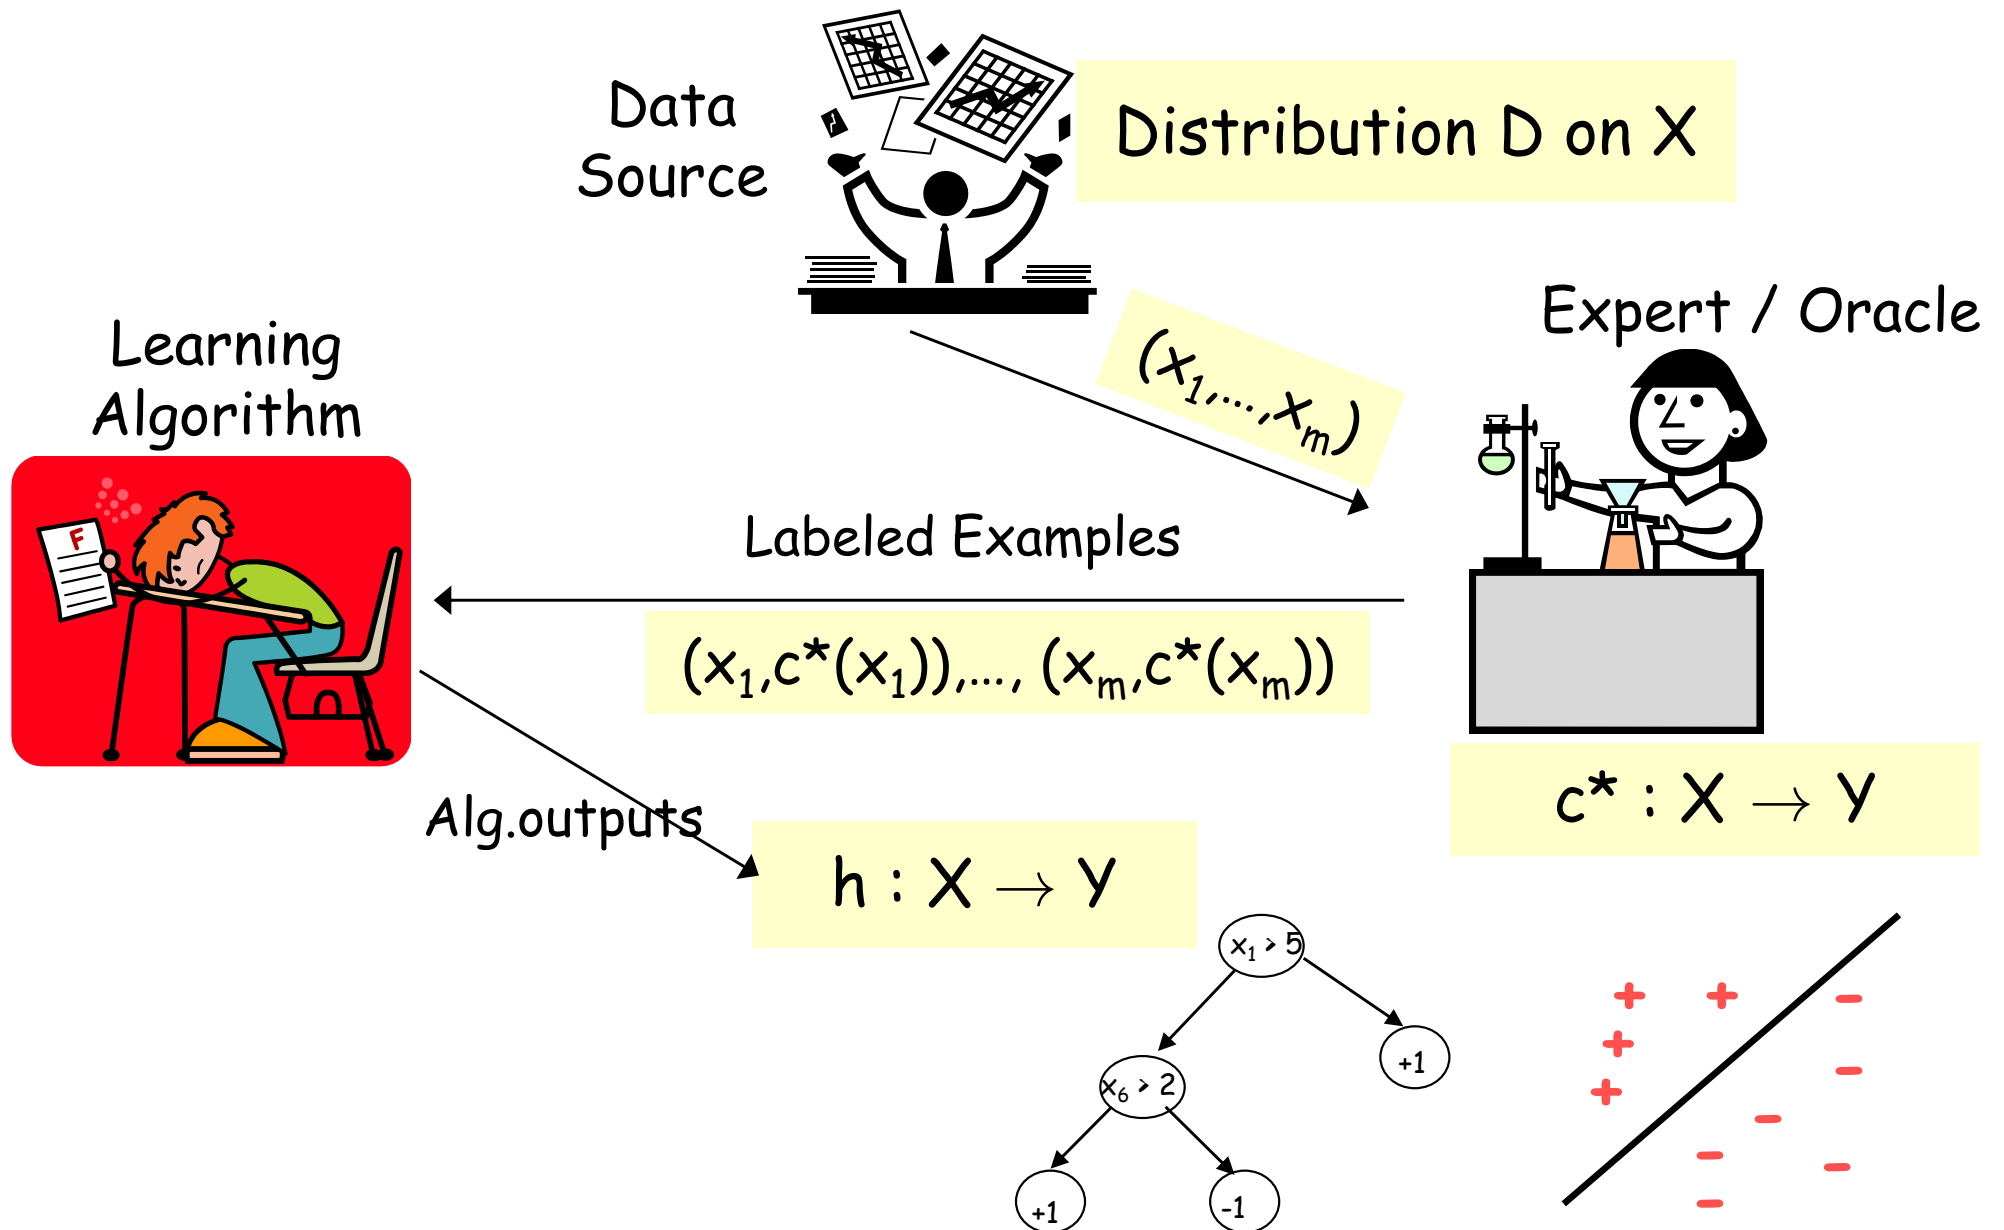 Data
Source
Distribution D on X
Expert / Oracle
Learning
Algorithm
(x₁,...,xₘ)
F
Labeled Examples
(x₁,c*(x₁)),..., (xₘ,c*(xₘ))
Alg.outputs
c* : X → Y
h : X → Y
x₁ > 5
+1
x₆ > 2
+1
-1
+ + −
+
−
+
−
−
−
−